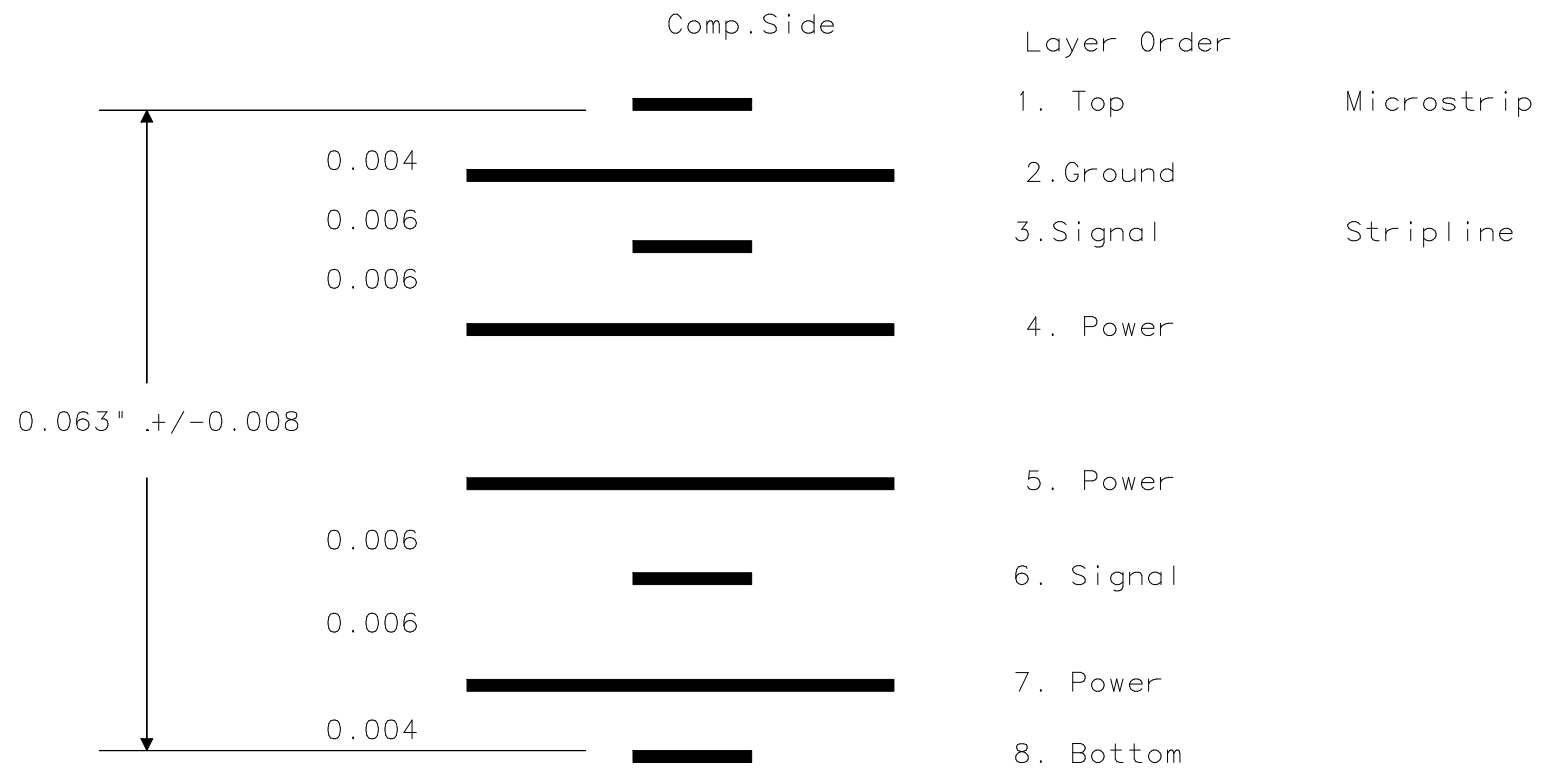 Comp.Side
Layer Order
1. Top Microstrip
0.004
2.Ground
0.006
3.Signal Stripline
0.006
4. Power
0.063" .+/-0.008
5. Power
0.006
6. Signal
0.006
7. Power
0.004
8. Bottom